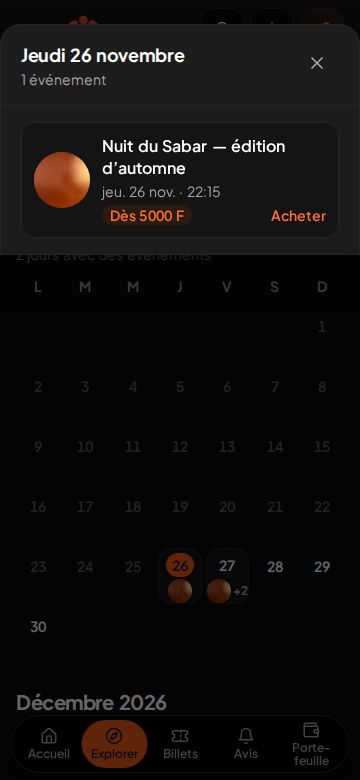 Jeudi 26 novembre
1 événement
Nuit du Sabar — édition
d’automne
jeu. 26 nov. · 22:15
Dès 5000 F
Acheter
2 jours avec des événements
L M M J V S D
1
2 3 4 5 6 7 8
9 10 11 12 13 14 15
16 17 18 19 20 21 22
23 24 25 26 27 28 29
+2
30
Décembre 2026
Accueil
Explorer
Billets
Avis
Porte-
feuille